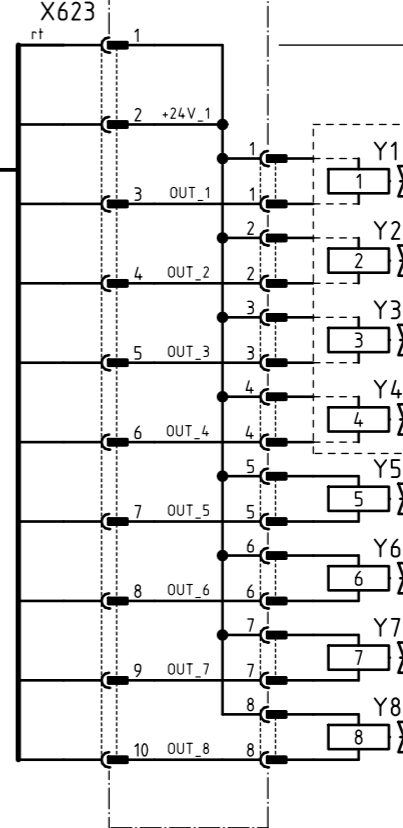 X623
rt
1
2 +24V_1
1 Y1
1
3 OUT_1 1
2 Y2
2
4 OUT_2 2
3 Y3
3
5 OUT_3 3
4 Y4
4
6 OUT_4 4
5 Y5
5
7 OUT_5 5
6 Y6
6
8 OUT_6 6
7 Y7
7
9 OUT_7 7
8 Y8
8
10 OUT_8 8